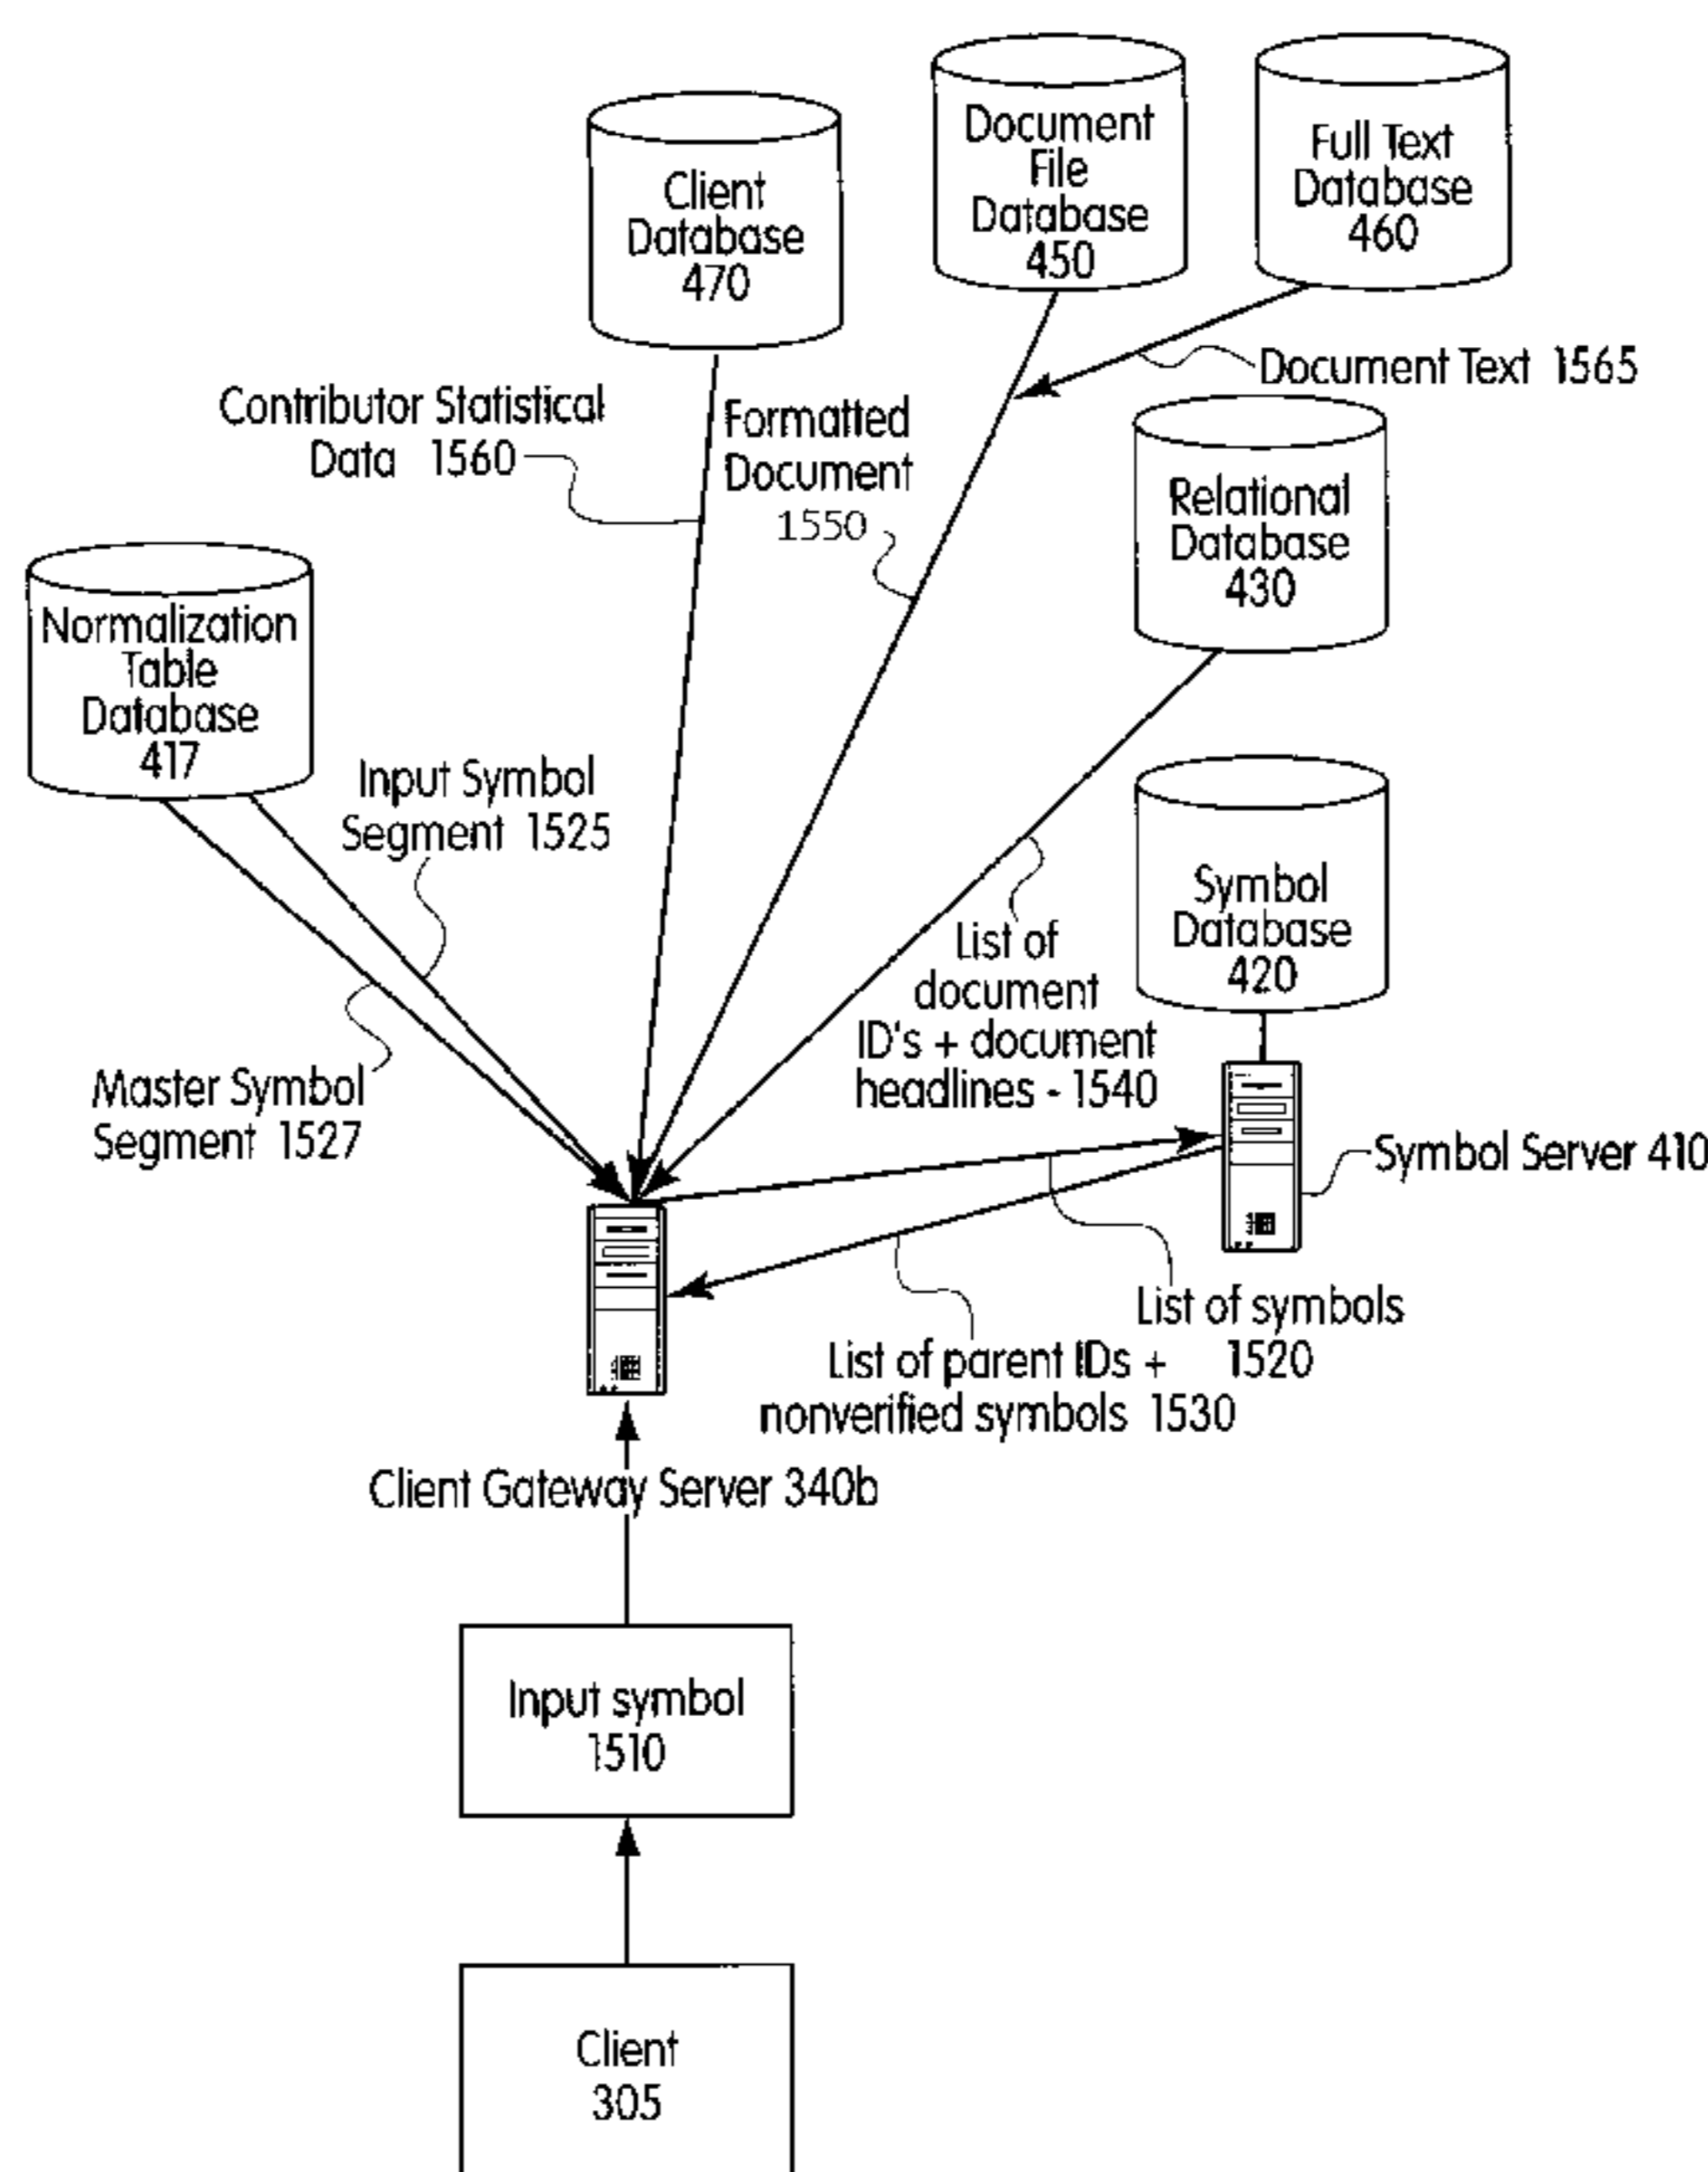 Document
File
Database
450
Full Text
Database
460
Client
Database
470
Document Text 1565
Contributor Statistical
Data 1560
Formatted
Document
1550
Relational
Database
430
Normalization
Table
Database
417
Input Symbol
Segment 1525
Symbol
Database
420
List of
document
ID's + document
headlines - 1540
Master Symbol
Segment 1527
Symbol Server 410
List of symbols
1520
List of parent IDs +
nonverified symbols 1530
Client Gateway Server 340b
Input symbol
1510
Client
305